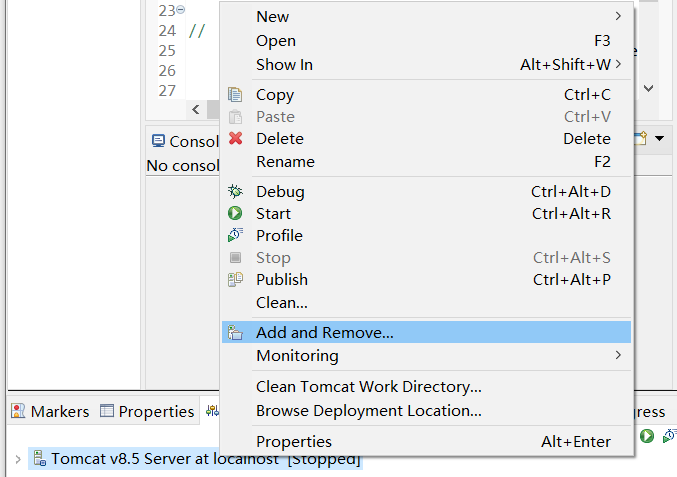 23
24 //
25 e
26
27
New
Open F3
Show In Alt+Shift+W
Copy Ctrl+C
Paste Ctrl+V
Delete Delete
Rename F2
Debug Ctrl+Alt+D
Start Ctrl+Alt+R
Profile
Stop Ctrl+Alt+S
Publish Ctrl+Alt+P
Clean...
Add and Remove...
Monitoring
Clean Tomcat Work Directory...
Browse Deployment Location...
Properties Alt+Enter
Consol
No consol
Markers Properties gress
Tomcat v8.5 Server at localhost [Stopped]